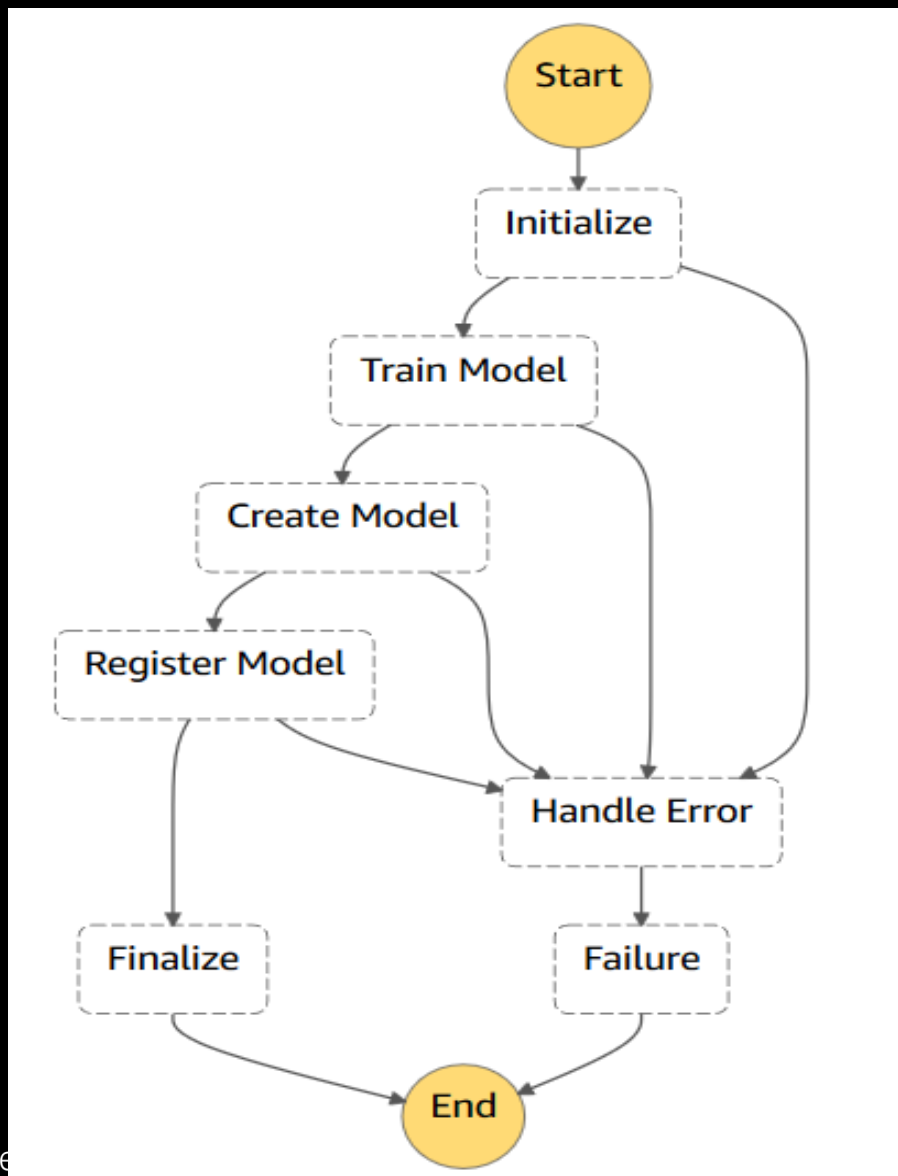 Start
Initialize
Train Model
Create Model
Register Model
Handle Error
Finalize
Failure
End